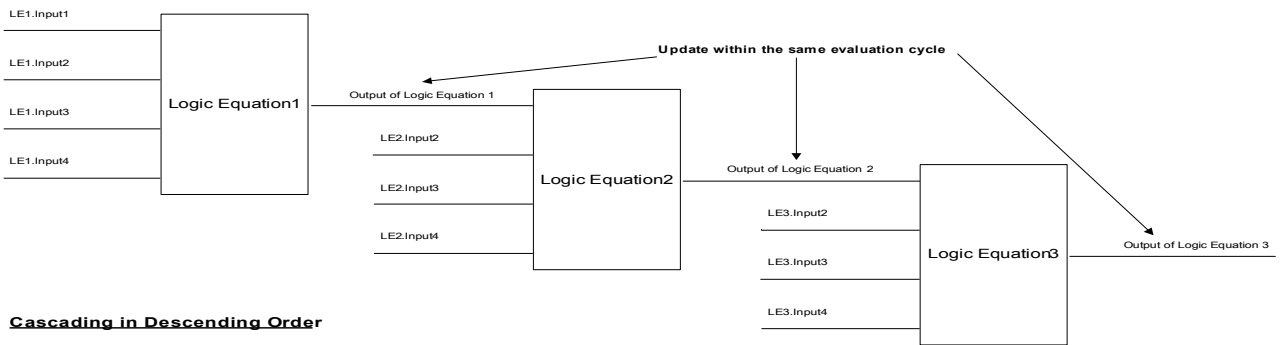 LE1.Input1
LE1.Input2
LE1.Input3
LE1.Input4
Logic Equation1
Update within the same evaluation cycle
Output of Logic Equation 1
LE2.Input2
LE2.Input3
LE2.Input4
Logic Equation2
Output of Logic Equation 2
LE3.Input2
LE3.Input3
LE3.Input4
Logic Equation3
Output of Logic Equation 3
Cascading in Descending Order